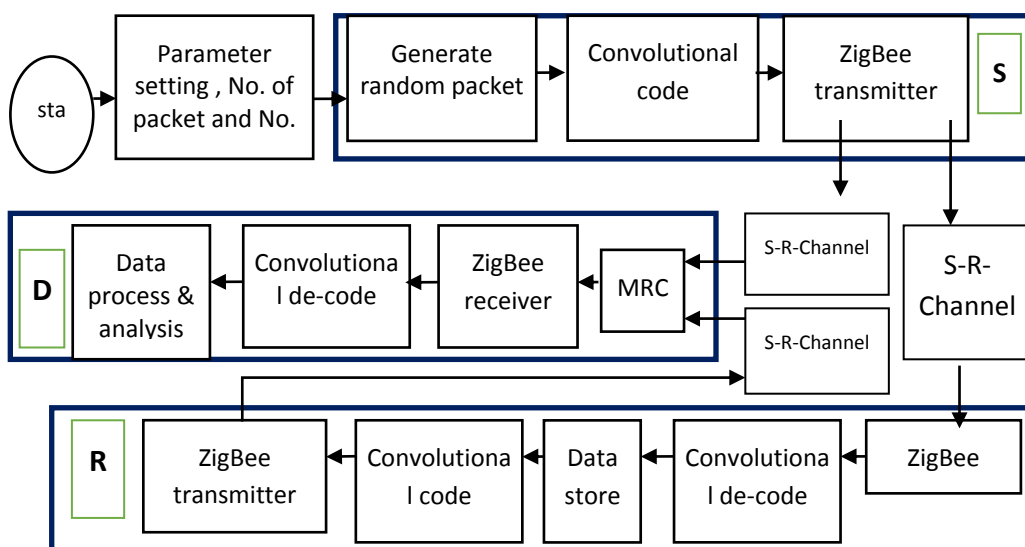 sta
Parameter
setting , No. of
packet and No.
Generate
random packet
Convolutional
code
ZigBee
transmitter
S
D
Data
process &
analysis
Convolutiona
l de-code
ZigBee
receiver
MRC
S-R-Channel
S-R-Channel
S-R-
Channel
R
ZigBee
transmitter
Convolutiona
l code
Data
store
Convolutiona
l de-code
ZigBee